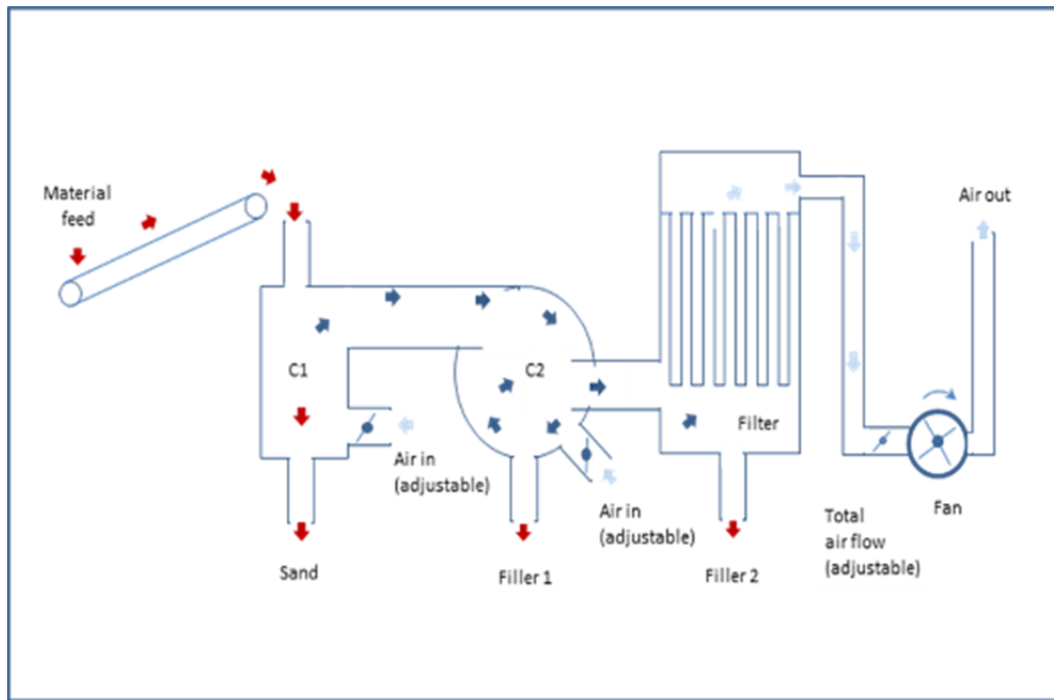 Material
feed
C1
Air in
(adjustable)
Sand
C2
Air in
(adjustable)
Filler 1
Filter
Filler 2
Total
air flow
(adjustable)
Fan
Air out